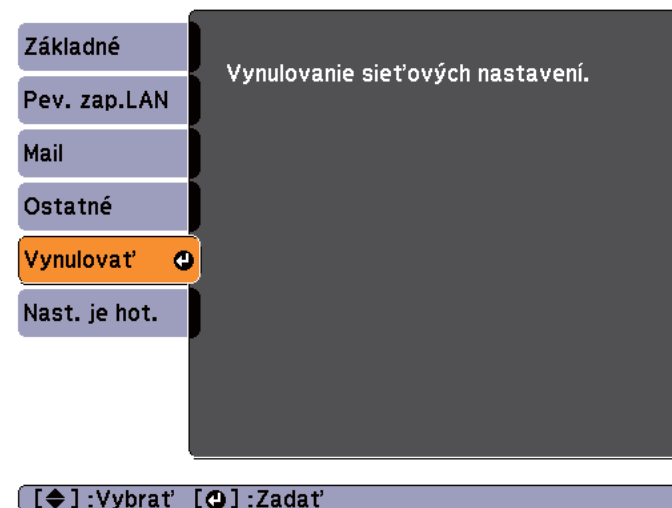 Základné
Pev. zap.LAN
Mail
Ostatné
Vynulovať
Nast. je hot.
Vynulovanie sieťových nastavení.
[◆]:Vybrať [↵]:Zadať